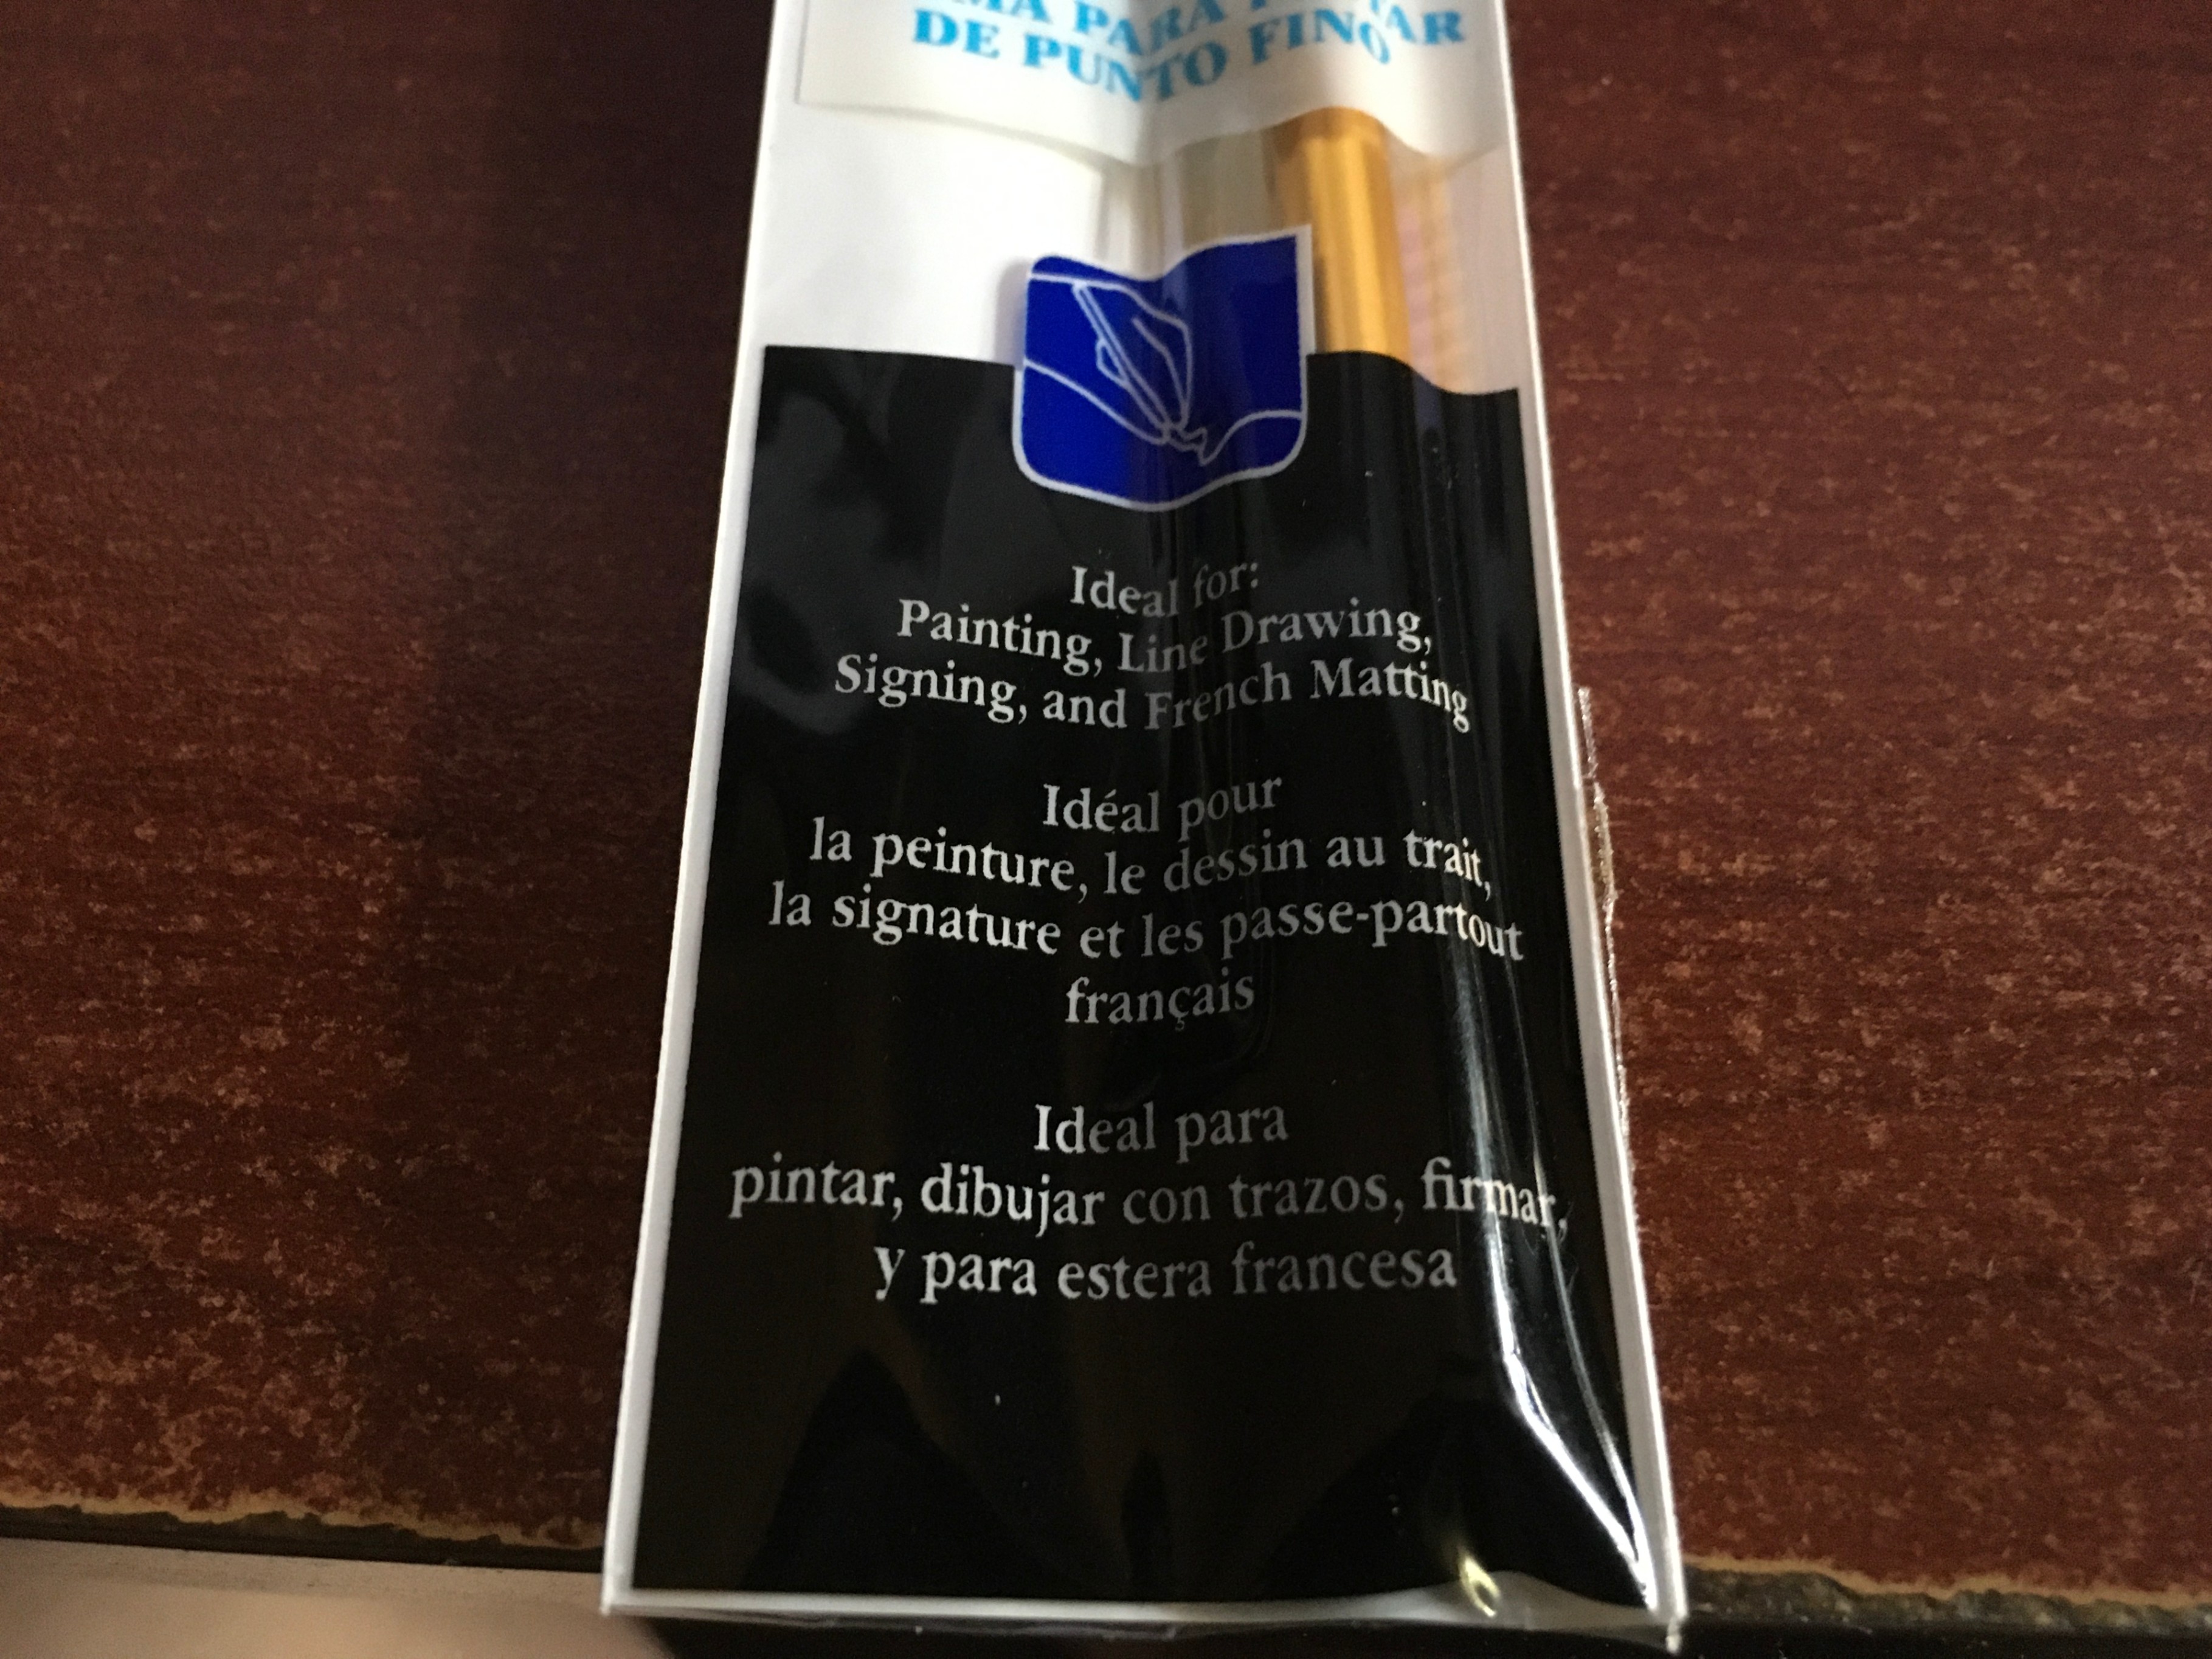 PARA
DE PUNTO FINO
Ideal for:
Painting, Line Drawing,
Signing, and French Matting
Idéal pour
la peinture, le dessin au trait,
la signature et les passe-partout
français
Ideal para
pintar, dibujar con trazos, firmar,
y para estera francesa